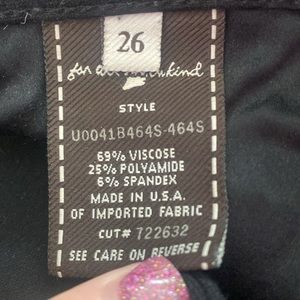 26
for all mankind
STYLE
U0041B464S-464S
69% VISCOSE
25% POLYAMIDE
6% SPANDEX
MADE IN U.S.A.
OF IMPORTED FABRIC
CUT# 722632
SEE CARE ON REVERSE